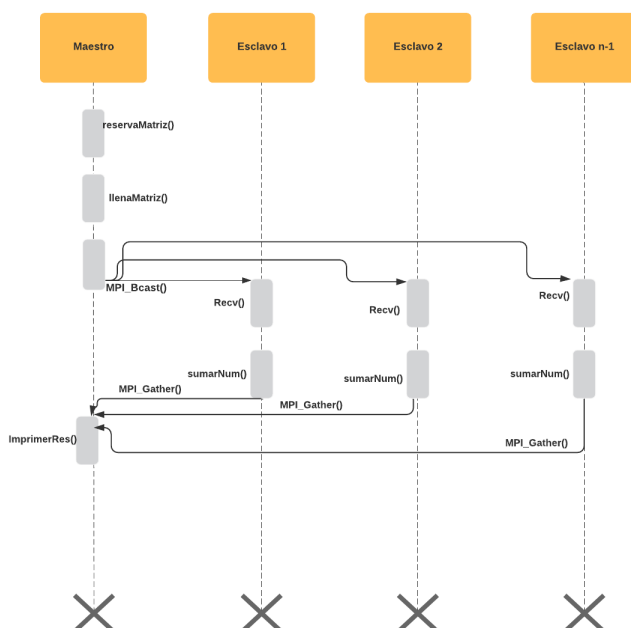 Maestro
Esclavo 1
Esclavo 2
Esclavo n-1
reservaMatriz()
llenaMatriz()
MPI_Bcast()
Recv()
Recv()
Recv()
sumarNum()
sumarNum()
sumarNum()
MPI_Gather()
MPI_Gather()
ImprimerRes()
MPI_Gather()